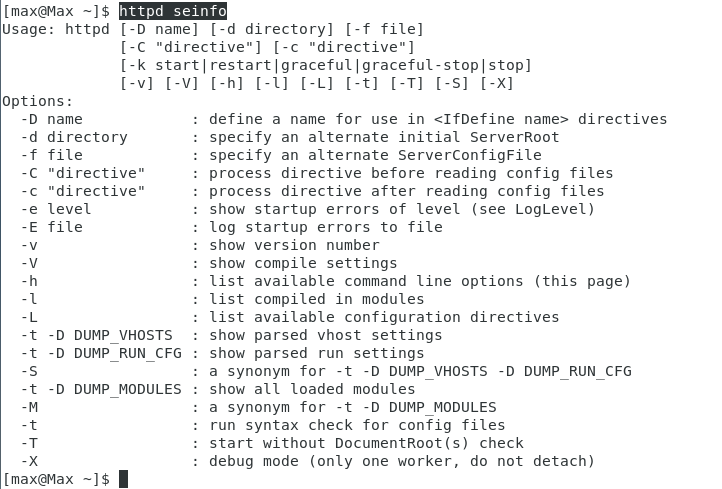 [max@Max ~]$ httpd seinfo
Usage: httpd [-D name] [-d directory] [-f file]
             [-C "directive"] [-c "directive"]
             [-k start|restart|graceful|graceful-stop|stop]
             [-v] [-V] [-h] [-l] [-L] [-t] [-T] [-S] [-X]
Options:
  -D name            : define a name for use in <IfDefine name> directives
  -d directory       : specify an alternate initial ServerRoot
  -f file            : specify an alternate ServerConfigFile
  -C "directive"     : process directive before reading config files
  -c "directive"     : process directive after reading config files
  -e level           : show startup errors of level (see LogLevel)
  -E file            : log startup errors to file
  -v                 : show version number
  -V                 : show compile settings
  -h                 : list available command line options (this page)
  -l                 : list compiled in modules
  -L                 : list available configuration directives
  -t -D DUMP_VHOSTS  : show parsed vhost settings
  -t -D DUMP_RUN_CFG : show parsed run settings
  -S                 : a synonym for -t -D DUMP_VHOSTS -D DUMP_RUN_CFG
  -t -D DUMP_MODULES : show all loaded modules
  -M                 : a synonym for -t -D DUMP_MODULES
  -t                 : run syntax check for config files
  -T                 : start without DocumentRoot(s) check
  -X                 : debug mode (only one worker, do not detach)
[max@Max ~]$